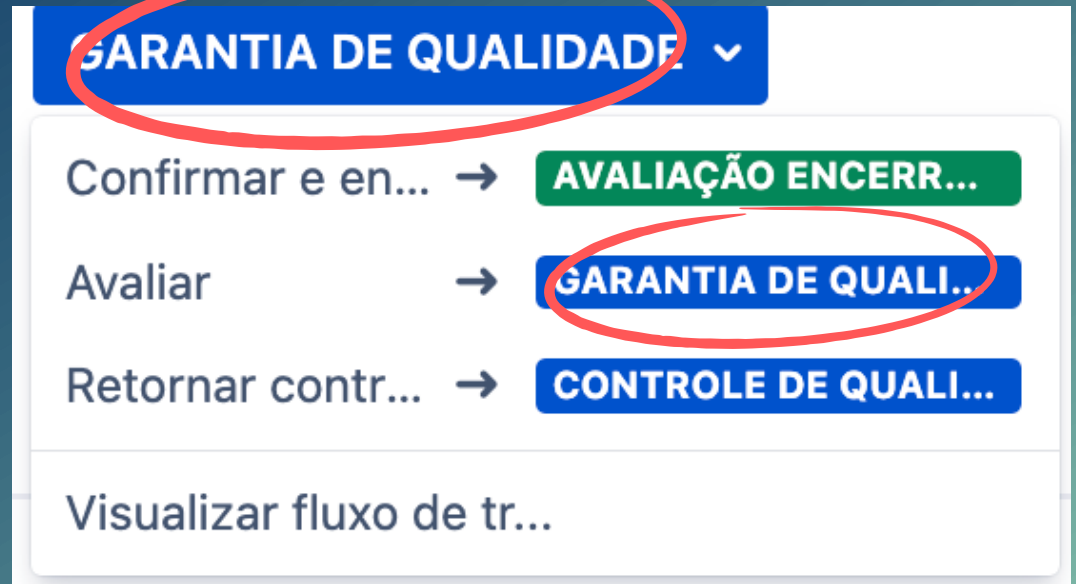 GARANTIA DE QUALIDADE
Confirmar e en... → AVALIAÇÃO ENCERR...
Avaliar → GARANTIA DE QUALI...
Retornar contr... → CONTROLE DE QUALI...
Visualizar fluxo de tr...